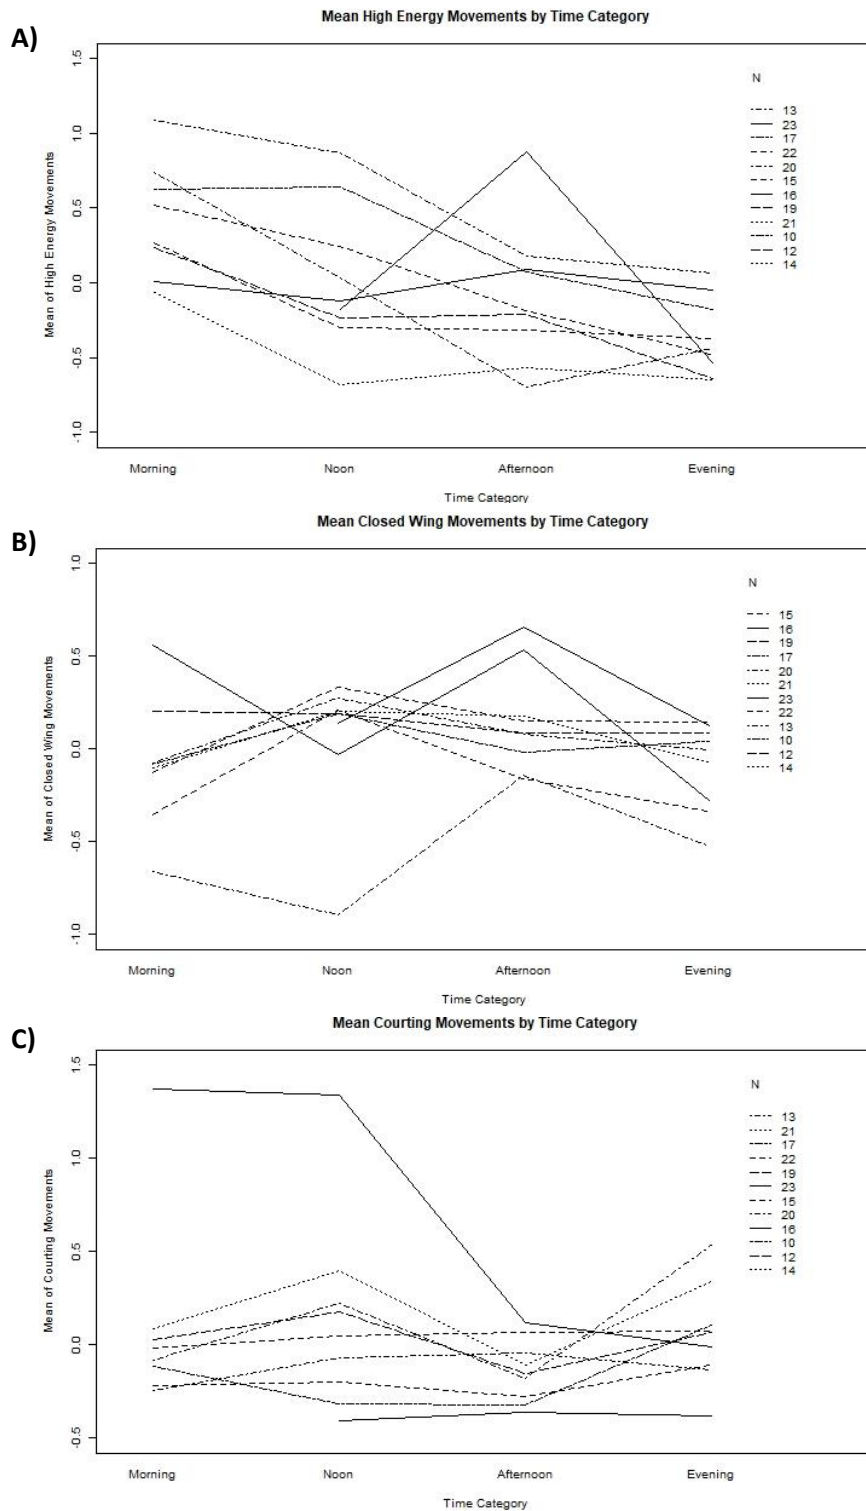 A)
Mean High Energy Movements by Time Category
Mean of High Energy Movements
1.5
1.0
0.5
0.0
-0.5
-1.0
N
13
23
17
22
20
15
16
19
21
10
12
14
Morning Noon Afternoon Evening
Time Category
B)
Mean Closed Wing Movements by Time Category
Mean of Closed Wing Movements
1.0
0.5
0.0
-0.5
-1.0
N
15
16
19
17
20
21
23
22
13
10
12
14
Morning Noon Afternoon Evening
Time Category
C)
Mean Courting Movements by Time Category
Mean of Courting Movements
1.5
1.0
0.5
0.0
-0.5
N
13
21
17
22
19
23
15
20
16
10
12
14
Morning Noon Afternoon Evening
Time Category